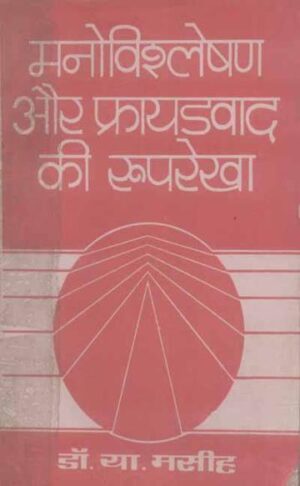 मनोविश्लेषण
और फ्रायडवाद
की रूपरेखा
डॉ. या. मसीह